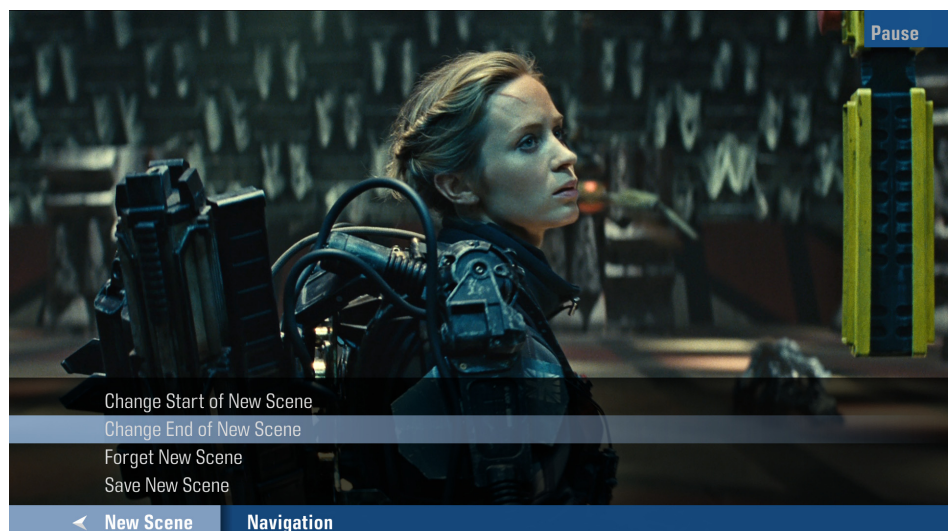 Pause
Change Start of New Scene
Change End of New Scene
Forget New Scene
Save New Scene
New Scene
Navigation